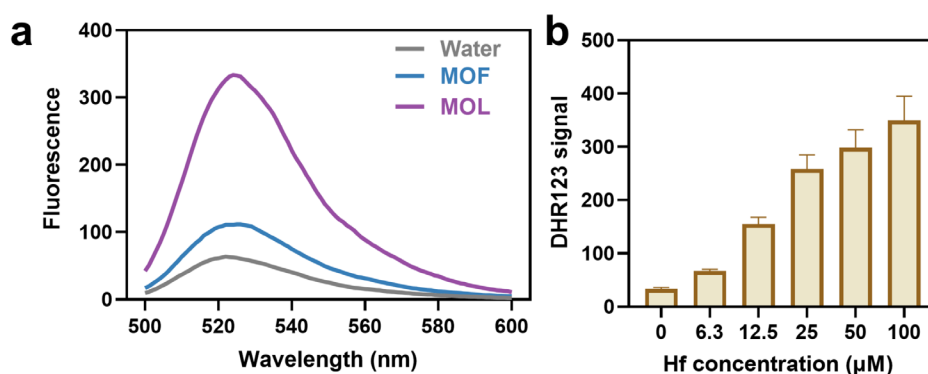 a
Fluorescence
400
300
200
100
0
Water
MOF
MOL
500 520 540 560 580 600
Wavelength (nm)
b
DHR123 signal
500
400
300
200
100
0
0 6.3 12.5 25 50 100
Hf concentration (µM)